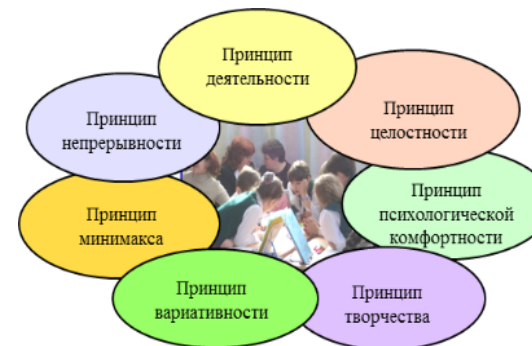 Принцип
деятельности
Принцип
целостности
Принцип
психологической
комфортности
Принцип
творчества
Принцип
вариативности
Принцип
минимакса
Принцип
непрерывности